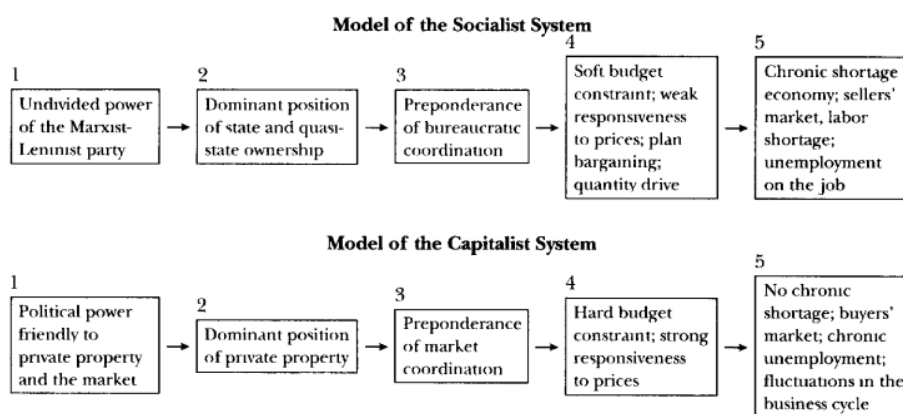 Model of the Socialist System
1
Undivided power
of the Marxist-
Leninist party
2
Dominant position
of state and quasi-
state ownership
3
Preponderance
of bureaucratic
coordination
4
Soft budget
constraint; weak
responsiveness
to prices; plan
bargaining;
quantity drive
5
Chronic shortage
economy; sellers'
market, labor
shortage;
unemployment
on the job
Model of the Capitalist System
1
Political power
friendly to
private property
and the market
2
Dominant position
of private property
3
Preponderance
of market
coordination
4
Hard budget
constraint; strong
responsiveness
to prices
5
No chronic
shortage; buyers'
market; chronic
unemployment;
fluctuations in the
business cycle